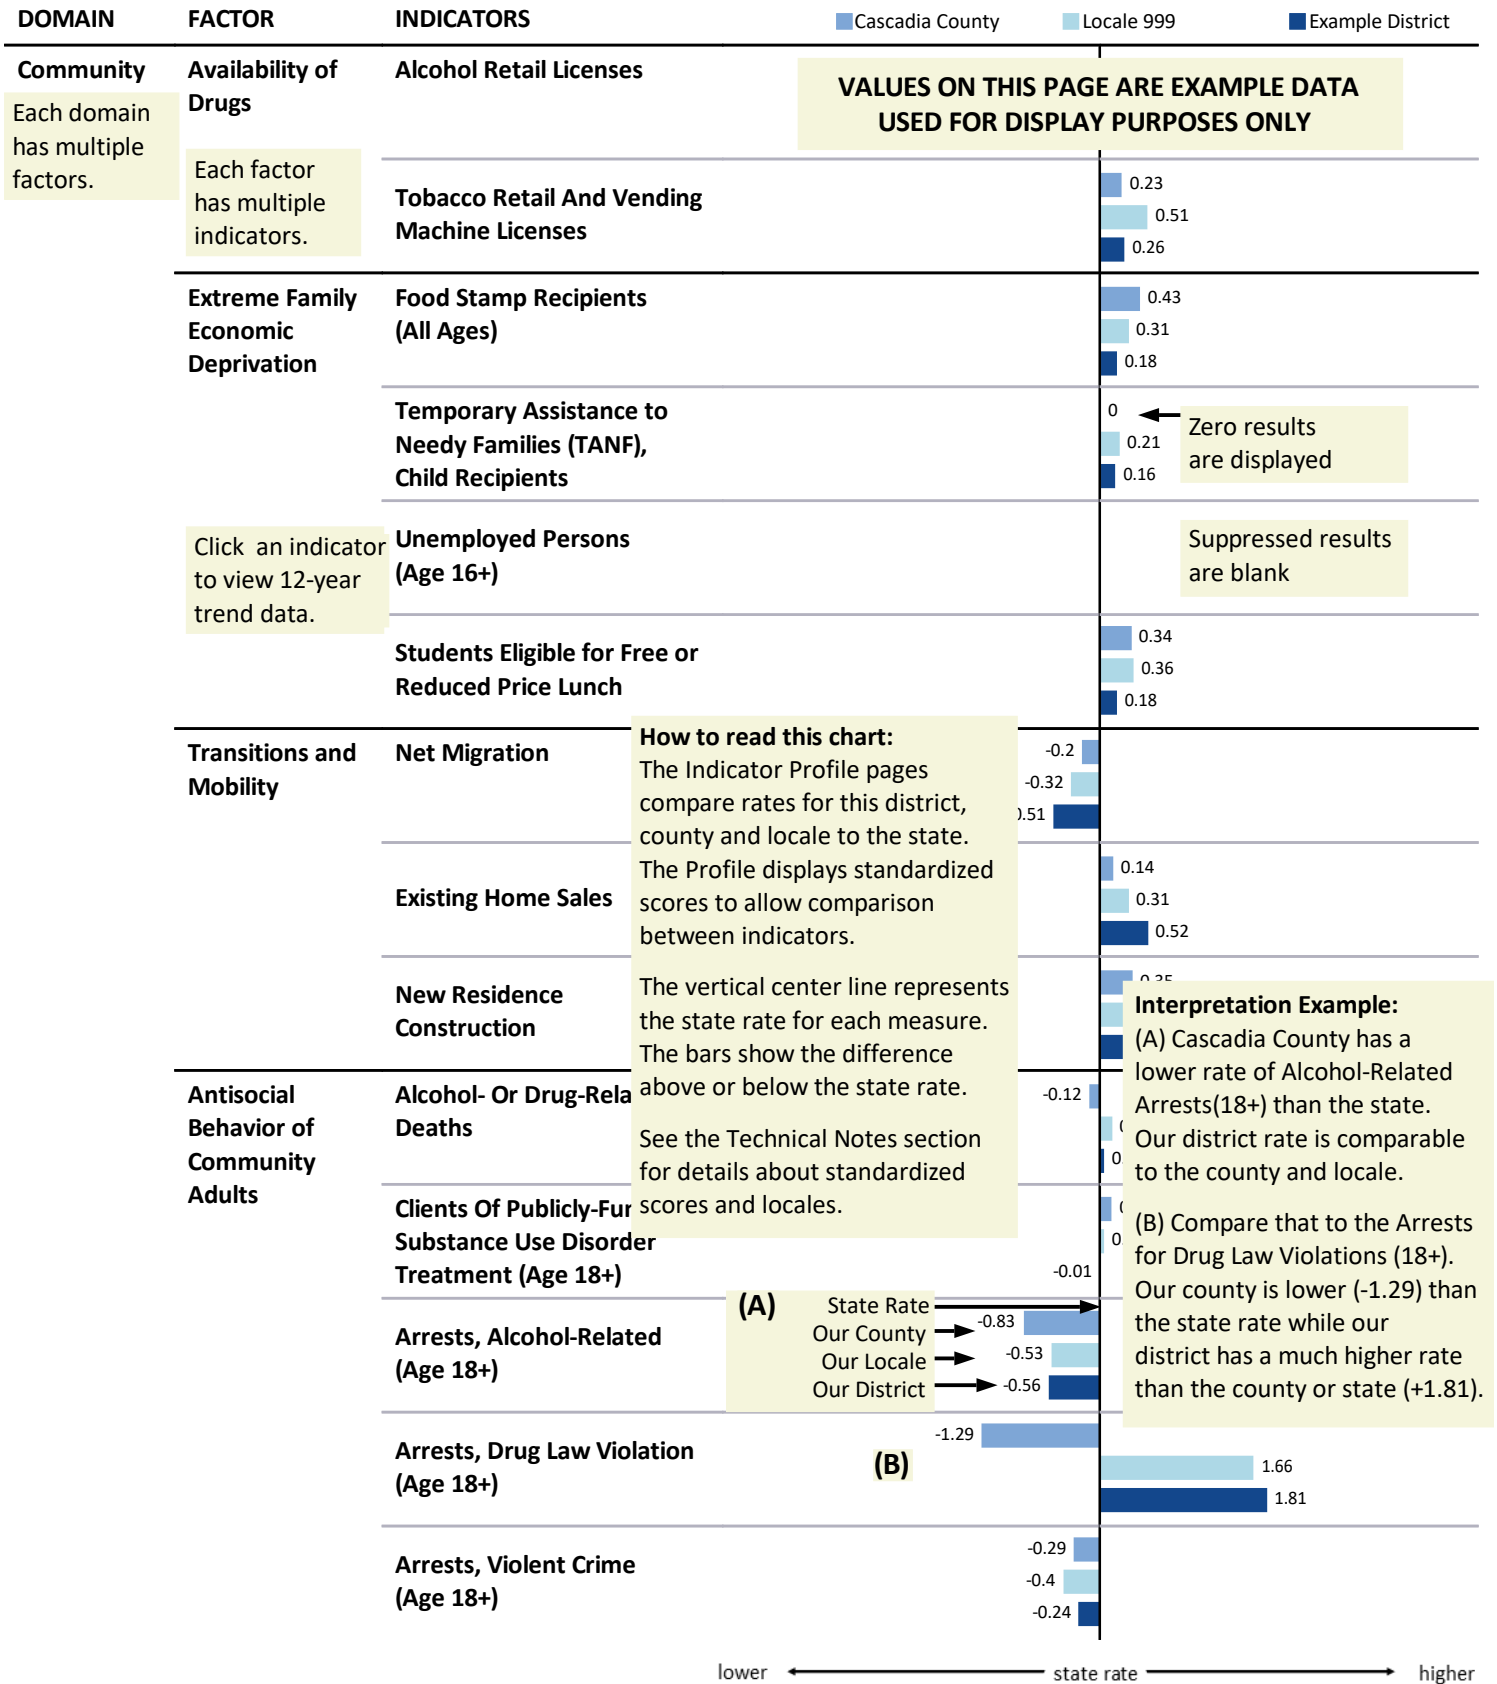 DOMAIN FACTOR INDICATORS Cascadia County Locale 999 Example District
Community
Each domain
has multiple
factors.
Availability of
Drugs
Each factor
has multiple
indicators.
Alcohol Retail Licenses
VALUES ON THIS PAGE ARE EXAMPLE DATA
USED FOR DISPLAY PURPOSES ONLY
Tobacco Retail And Vending
Machine Licenses
0.23
0.51
0.26
Extreme Family
Economic
Deprivation
Food Stamp Recipients
(All Ages)
0.43
0.31
0.18
Temporary Assistance to
Needy Families (TANF),
Child Recipients
0
0.21
0.16
Zero results
are displayed
Click an indicator
to view 12-year
trend data.
Unemployed Persons
(Age 16+)
Suppressed results
are blank
Students Eligible for Free or
Reduced Price Lunch
0.34
0.36
0.18
Transitions and
Mobility
Net Migration
-0.2
-0.32
.51
How to read this chart:
The Indicator Profile pages
compare rates for this district,
county and locale to the state.
The Profile displays standardized
scores to allow comparison
between indicators.
The vertical center line represents
the state rate for each measure.
The bars show the difference
above or below the state rate.
See the Technical Notes section
for details about standardized
scores and locales.
Existing Home Sales
0.14
0.31
0.52
New Residence
Construction
0.35
Interpretation Example:
(A) Cascadia County has a
lower rate of Alcohol-Related
Arrests(18+) than the state.
Our district rate is comparable
to the county and locale.
(B) Compare that to the Arrests
for Drug Law Violations (18+).
Our county is lower (-1.29) than
the state rate while our
district has a much higher rate
than the county or state (+1.81).
Antisocial
Behavior of
Community
Adults
Alcohol- Or Drug-Rela
Deaths
-0.12
0.
Clients Of Publicly-Fun
Substance Use Disorder
Treatment (Age 18+)
0.
-0.01
Arrests, Alcohol-Related
(Age 18+)
(A) State Rate
Our County -0.83
Our Locale -0.53
Our District -0.56
Arrests, Drug Law Violation
(Age 18+)
-1.29
(B)
1.66
1.81
Arrests, Violent Crime
(Age 18+)
-0.29
-0.4
-0.24
lower state rate higher